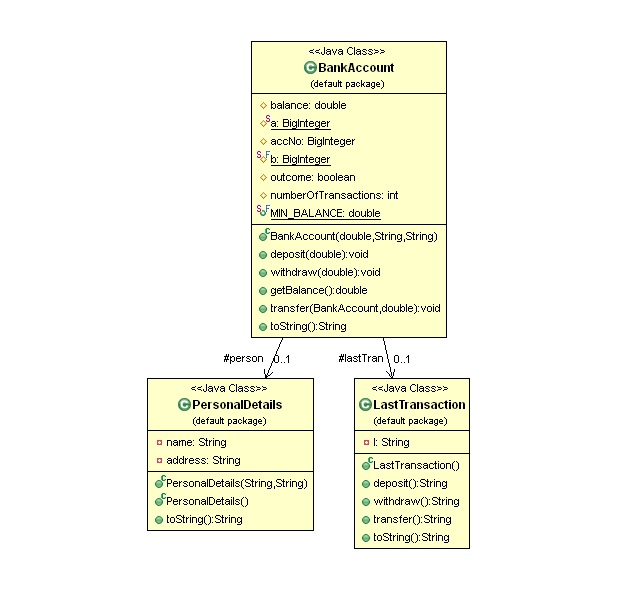 <<Java Class>>
BankAccount
(default package)
balance: double
a: BigInteger
accNo: BigInteger
b: BigInteger
outcome: boolean
numberOfTransactions: int
MIN_BALANCE: double
BankAccount(double,String,String)
deposit(double):void
withdraw(double):void
getBalance():double
transfer(BankAccount,double):void
toString():String
#person 0..1
#lastTran 0..1
<<Java Class>>
PersonalDetails
(default package)
name: String
address: String
PersonalDetails(String,String)
PersonalDetails()
toString():String
<<Java Class>>
LastTransaction
(default package)
l: String
LastTransaction()
deposit():String
withdraw():String
transfer():String
toString():String